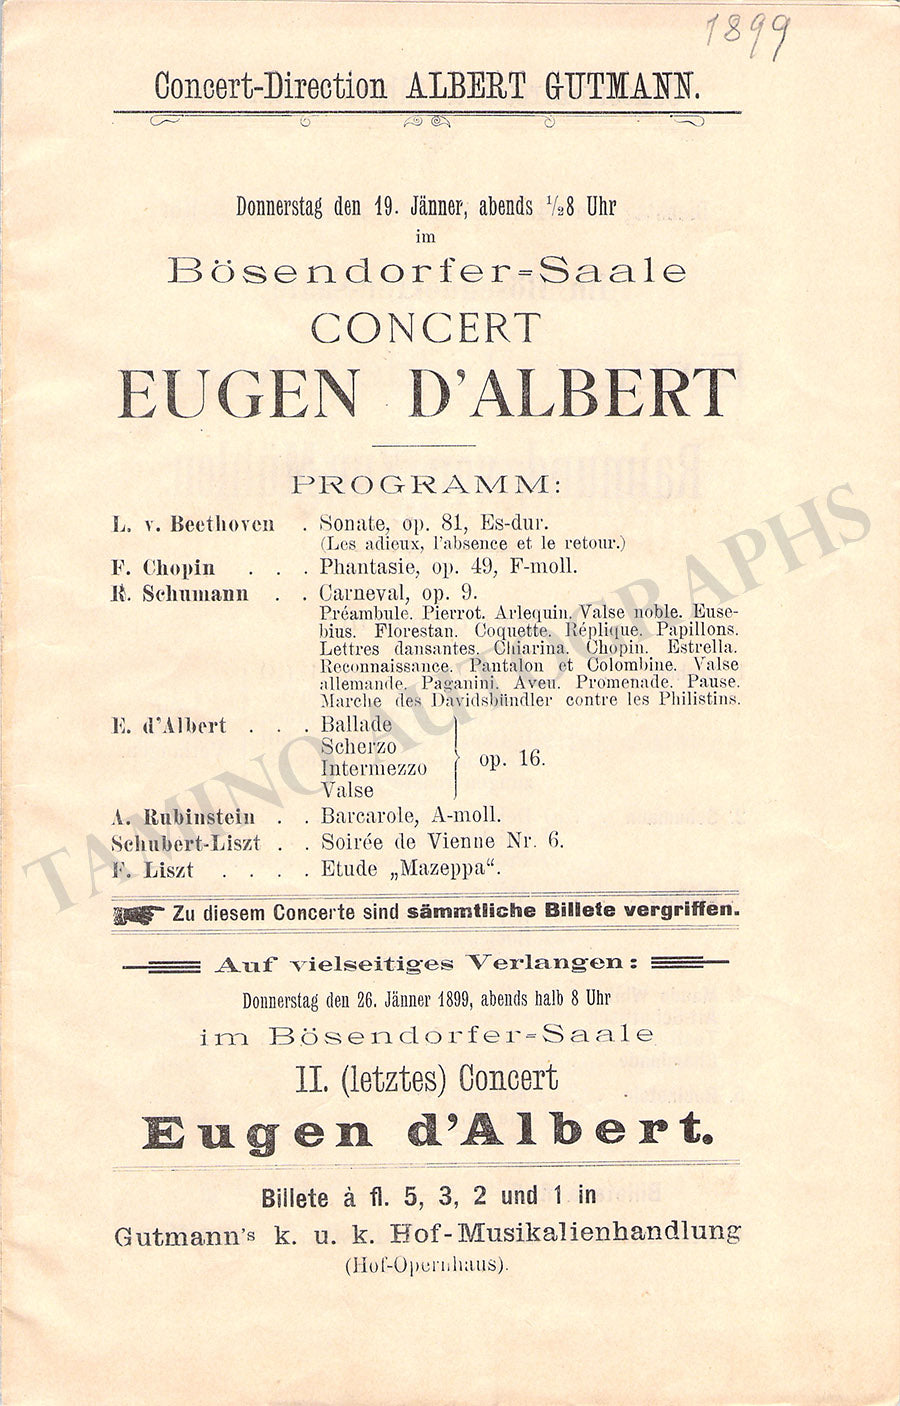 1899
Concert-Direction ALBERT GUTMANN.
Donnerstag den 19. Jänner, abends ½8 Uhr
im
Bösendorfer-Saale
CONCERT
EUGEN D'ALBERT
PROGRAMM:
L. v. Beethoven . Sonate, op. 81, Es-dur.
(Les adieux, l'absence et le retour.)
F. Chopin . . . Phantasie, op. 49, F-moll.
R. Schumann . . Carneval, op. 9.
Préambule. Pierrot. Arlequin. Valse noble. Euse-
bius. Florestan. Coquette. Réplique. Papillons.
Lettres dansantes. Chiarina. Chopin. Estrella.
Reconnaissance. Pantalon et Colombine. Valse
allemande. Paganini. Aveu. Promenade. Pause.
Marche des Davidsbündler contre les Philistins.
E. d'Albert . . . Ballade
Scherzo
Intermezzo
Valse
op. 16.
A. Rubinstein . . Barcarole, A-moll.
Schubert-Liszt . . Soirée de Vienne Nr. 6.
F. Liszt . . . . Etude „Mazeppa“.
Zu diesem Concerte sind sämmtliche Billete vergriffen.
Auf vielseitiges Verlangen:
Donnerstag den 26. Jänner 1899, abends halb 8 Uhr
im Bösendorfer-Saale
II. (letztes) Concert
Eugen d'Albert.
Billete à fl. 5, 3, 2 und 1 in
Gutmann's k. u. k. Hof-Musikalienhandlung
(Hof-Opernhaus).
TAMINO AUTOGRAPHS